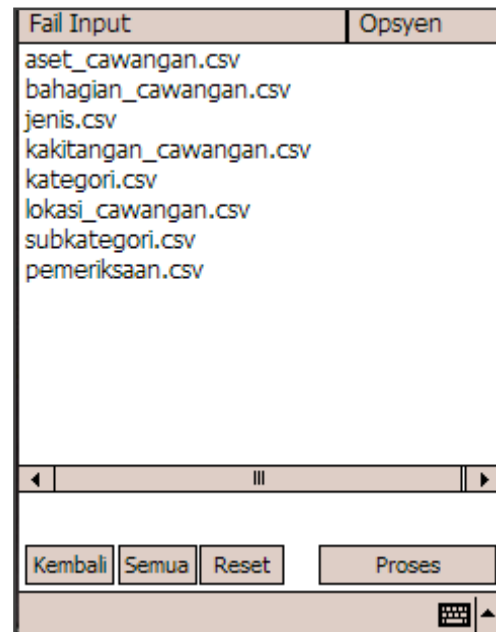 Fail Input Opsyen
aset_cawangan.csv
bahagian_cawangan.csv
jenis.csv
kakitangan_cawangan.csv
kategori.csv
lokasi_cawangan.csv
subkategori.csv
pemeriksaan.csv
Kembali Semua Reset Proses